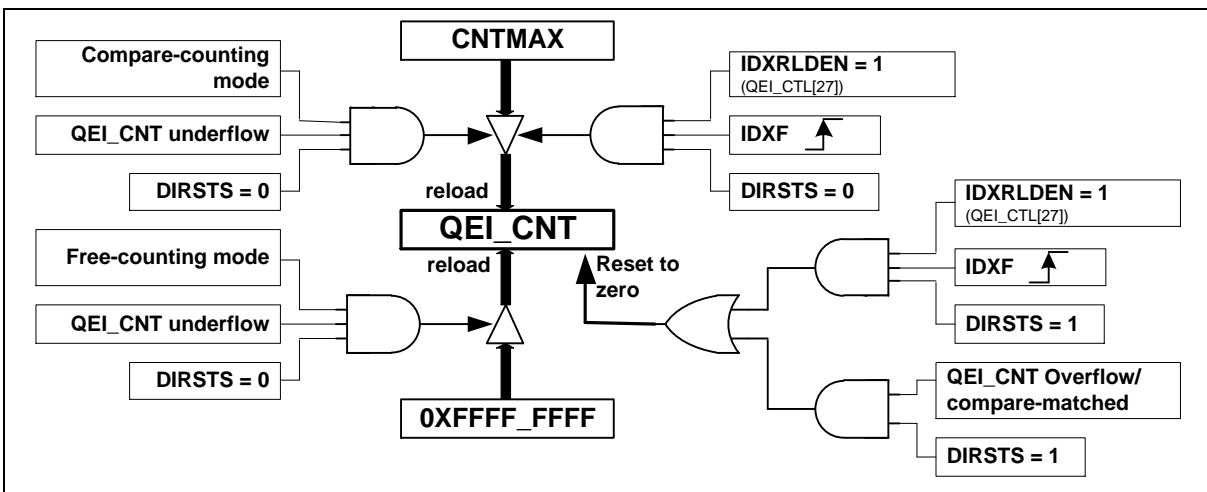 CNTMAX
Compare-counting
mode
QEI_CNT underflow
DIRSTS = 0
IDXRLDEN = 1
(QEI_CTL[27])
IDXF
DIRSTS = 0
reload
QEI_CNT
reload
Reset to
zero
Free-counting mode
QEI_CNT underflow
DIRSTS = 0
0XFFFF_FFFF
IDXRLDEN = 1
(QEI_CTL[27])
IDXF
DIRSTS = 1
QEI_CNT Overflow/
compare-matched
DIRSTS = 1